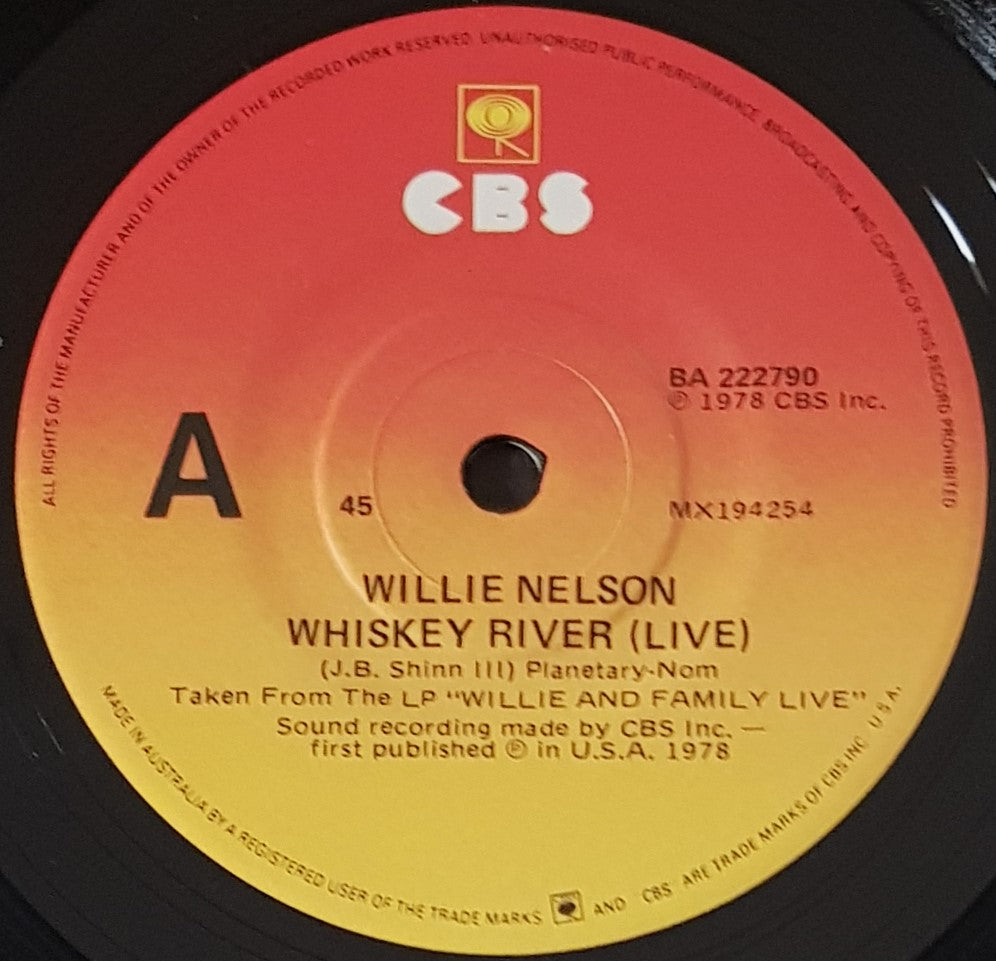 ALL RIGHTS OF THE MANUFACTURER AND OF THE OWNER OF THE RECORDED WORK RESERVED. UNAUTHORISED PUBLIC PERFORMANCE, BROADCASTING AND COPYING OF THIS RECORD PROHIBITED
CBS
BA 222790
℗ 1978 CBS Inc.
A
45
MX194254
WILLIE NELSON
WHISKEY RIVER (LIVE)
(J.B. Shinn III) Planetary-Nom
Taken From The LP "WILLIE AND FAMILY LIVE"
Sound recording made by CBS Inc. —
first published ℗ in U.S.A. 1978
MADE IN AUSTRALIA BY A REGISTERED USER OF THE TRADE MARKS AND CBS ARE TRADE MARKS OF CBS INC. U.S.A.